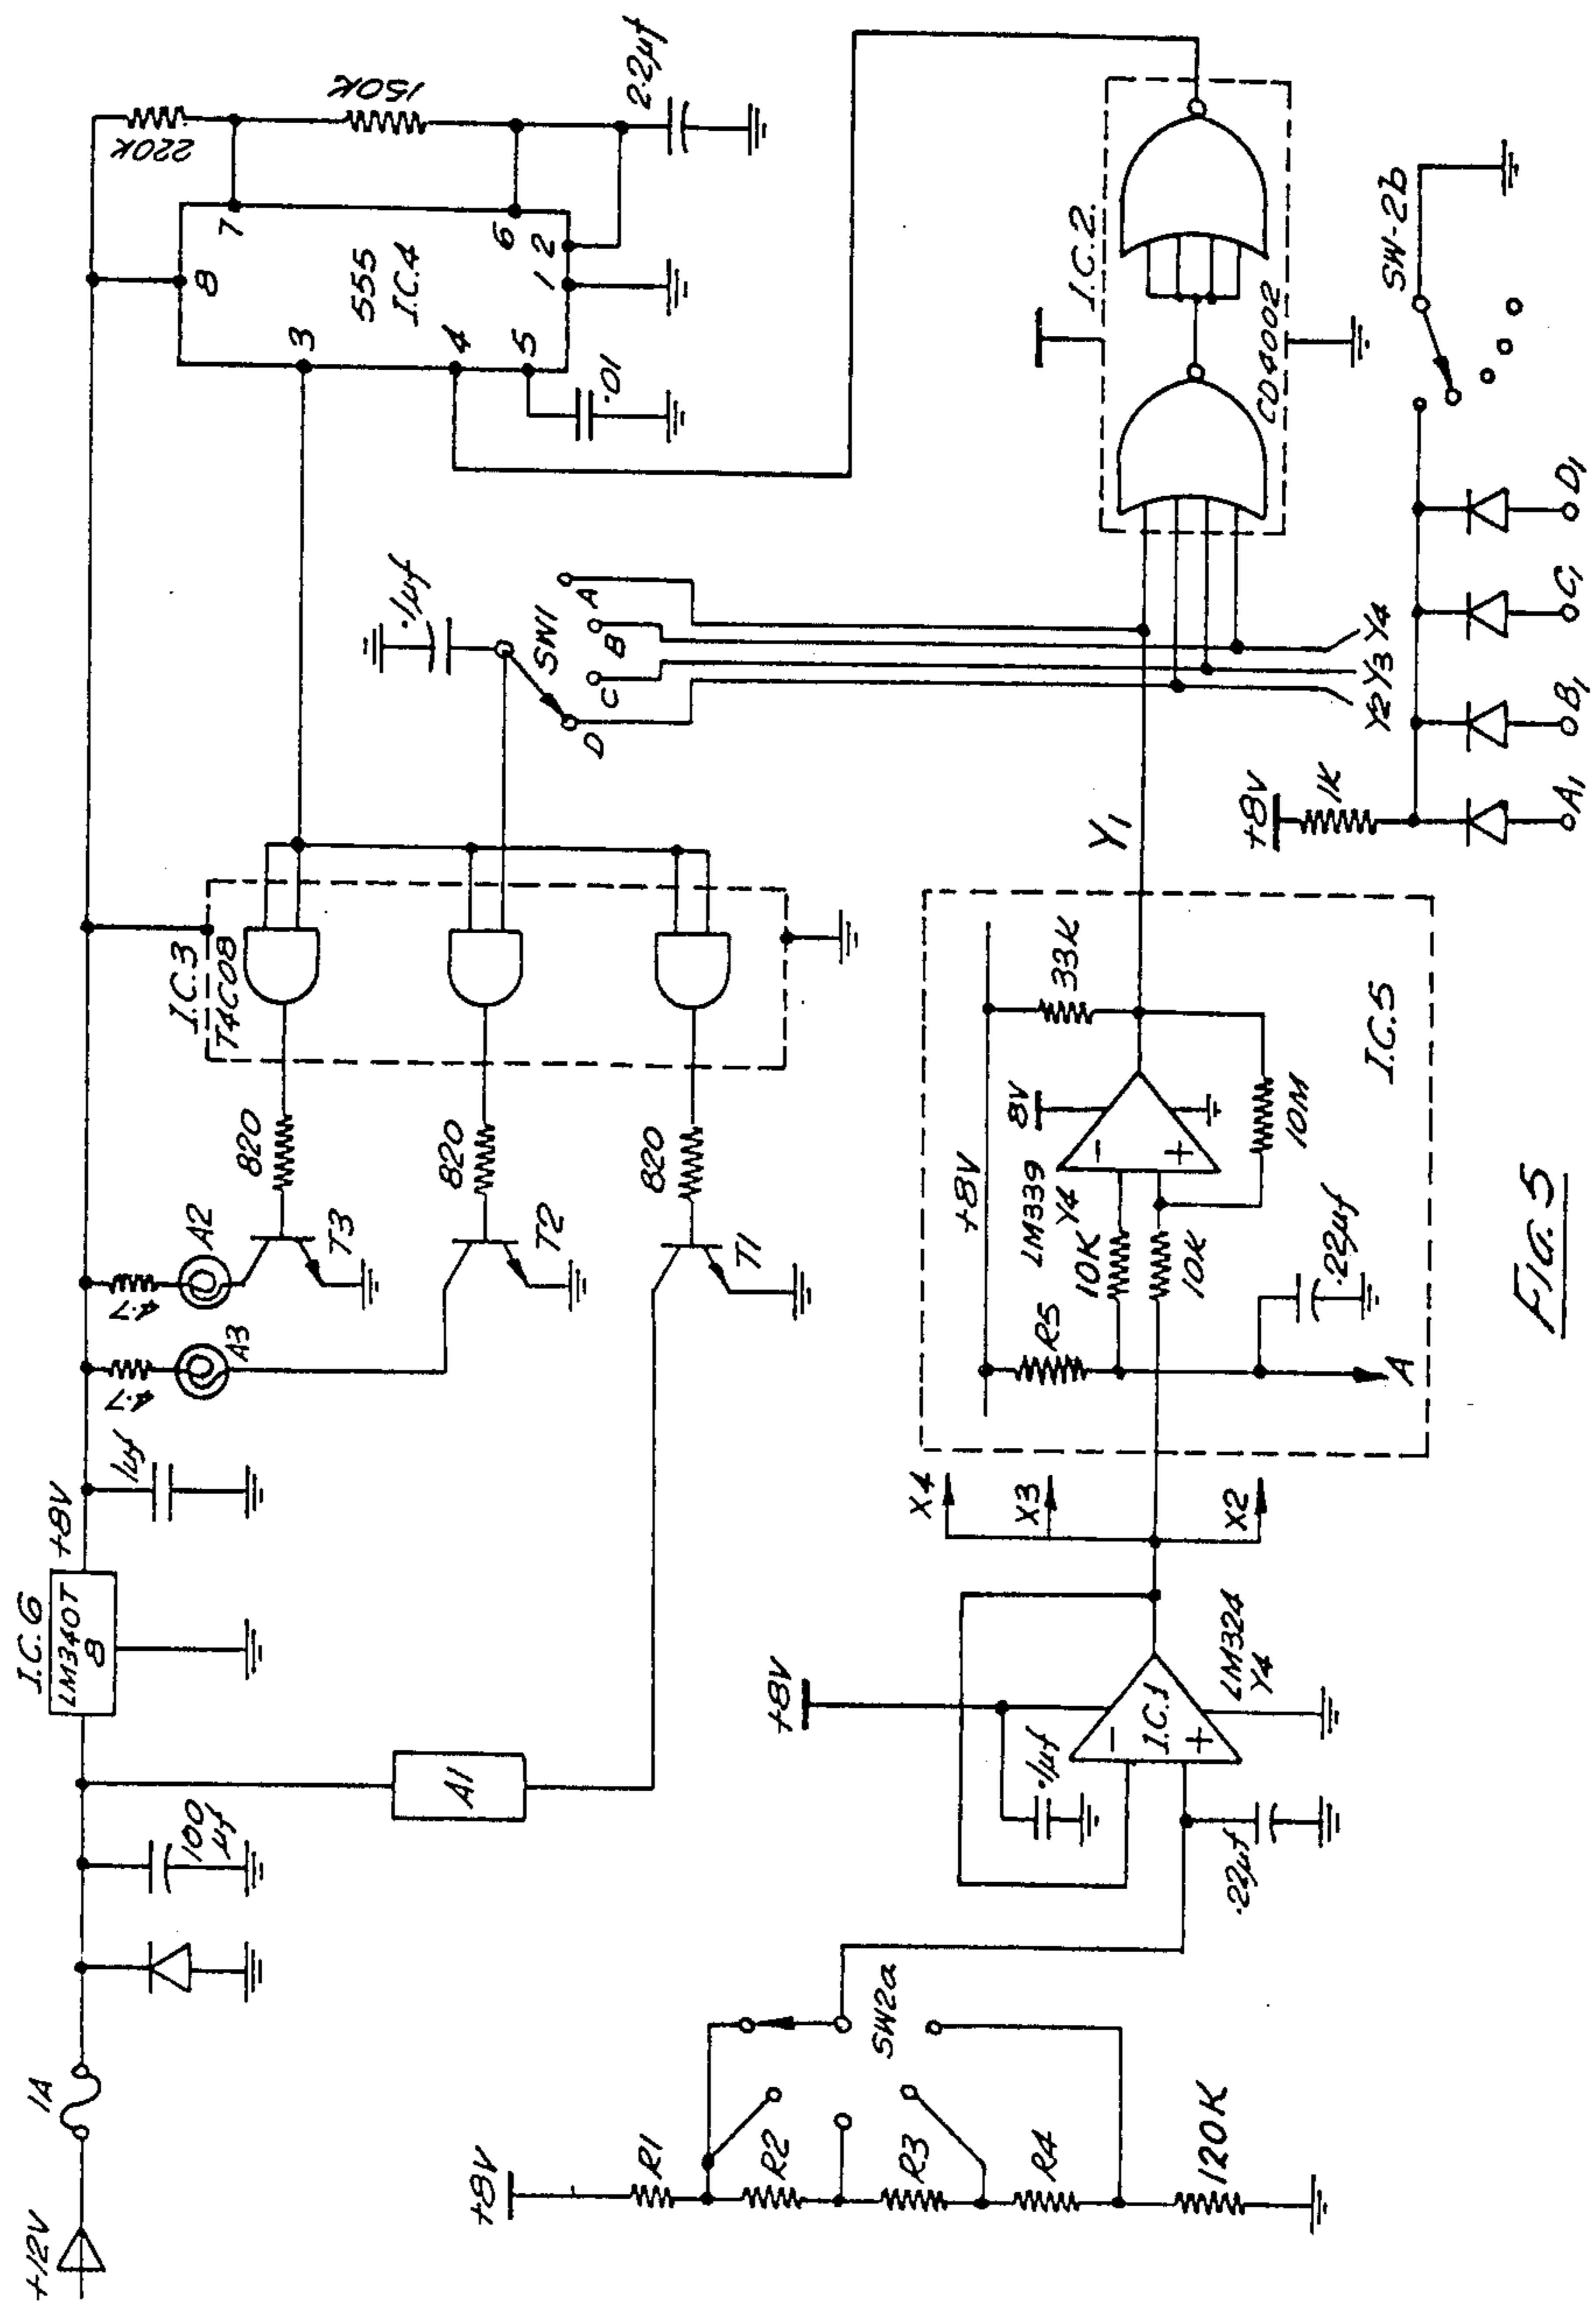 +12V
1A
100
µf
A1
I.C.6
LM340T
8
+8V
1µf
4.7
A3
4.7
A2
T3
T2
T1
820
820
820
I.C.3
T4C08
.1µf
SW1
A
B
C
D
3
4
5
8
555
I.C.4
7
6
2
1
.01
220K
150K
2.2µf
+8V
R1
R2
R3
R4
120K
SW2a
.22µf
+8V
.1µf
I.C.1
-
+
LM324
Y4
X4
X3
X2
+8V
R5
LM339
Y4
10K
10K
8V
-
+
33K
10M
.22µf
A
I.C.5
Y1
Y2 Y3 Y4
I.C.2.
CD4002
+8V
1K
A1
B1
C1
D1
SW-2b
FIG. 5